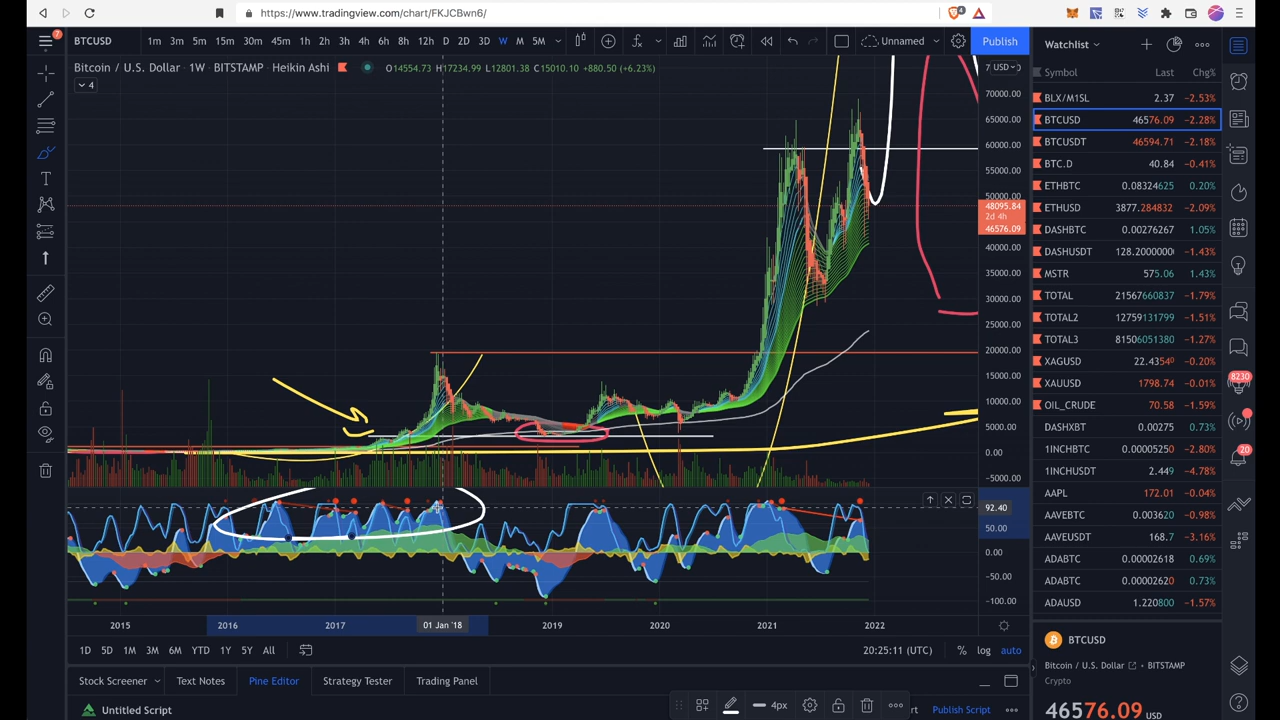 https://www.tradingview.com/chart/FKJCBwn6/
7
BTCUSD 1m 3m 5m 15m 30m 1h 2h 3h 4h 6h 8h 12h D 2D 3D W M 5M Unnamed Publish
Watchlist
Bitcoin / U.S. Dollar · 1W · BITSTAMP · Heikin Ashi O14554.73 H17234.99 L12801.38 C15010.10 +880.50 (+6.23%)
USD
4
Symbol Last Chg%
BLX/M1SL 2.37 −2.53%
BTCUSD 46576.09 −2.28%
BTCUSDT 46594.71 −2.18%
BTC.D 40.84 −0.41%
ETHBTC 0.08324625 0.20%
ETHUSD 3877.284832 −2.09%
DASHBTC 0.00276267 1.05%
DASHUSDT 128.2000000 −1.43%
MSTR 575.06 1.43%
TOTAL 21567660837 −1.79%
TOTAL2 12759131799 −1.51%
TOTAL3 81506051380 −1.27%
XAGUSD 22.4354 −0.20%
XAUUSD 1798.74 −0.01%
OIL_CRUDE 70.58 −1.59%
DASHXBT 0.00275 0.73%
1INCHBTC 0.00005250 −2.80%
1INCHUSDT 2.449 −4.78%
AAPL 172.01 −0.04%
AAVEBTC 0.003620 −0.98%
AAVEUSDT 168.7 −3.16%
ADABTC 0.00002618 0.69%
ADABTC 0.00002620 0.73%
ADAUSD 1.220800 −1.57%
8230
20
70000.00
65000.00
60000.00
55000.00
50000.00
48095.84
2d 4h
46576.09
40000.00
35000.00
30000.00
25000.00
20000.00
15000.00
10000.00
5000.00
0.00
−5000.00
92.40
50.00
0.00
−50.00
−100.00
2015 2016 2017 01 Jan '18 2019 2020 2021 2022
1D 5D 1M 3M 6M YTD 1Y 5Y All 20:25:11 (UTC) % log auto
Stock Screener Text Notes Pine Editor Strategy Tester Trading Panel
Untitled Script 4px Publish Script
BTCUSD
Bitcoin / U.S. Dollar BITSTAMP
Crypto
46576.09 USD